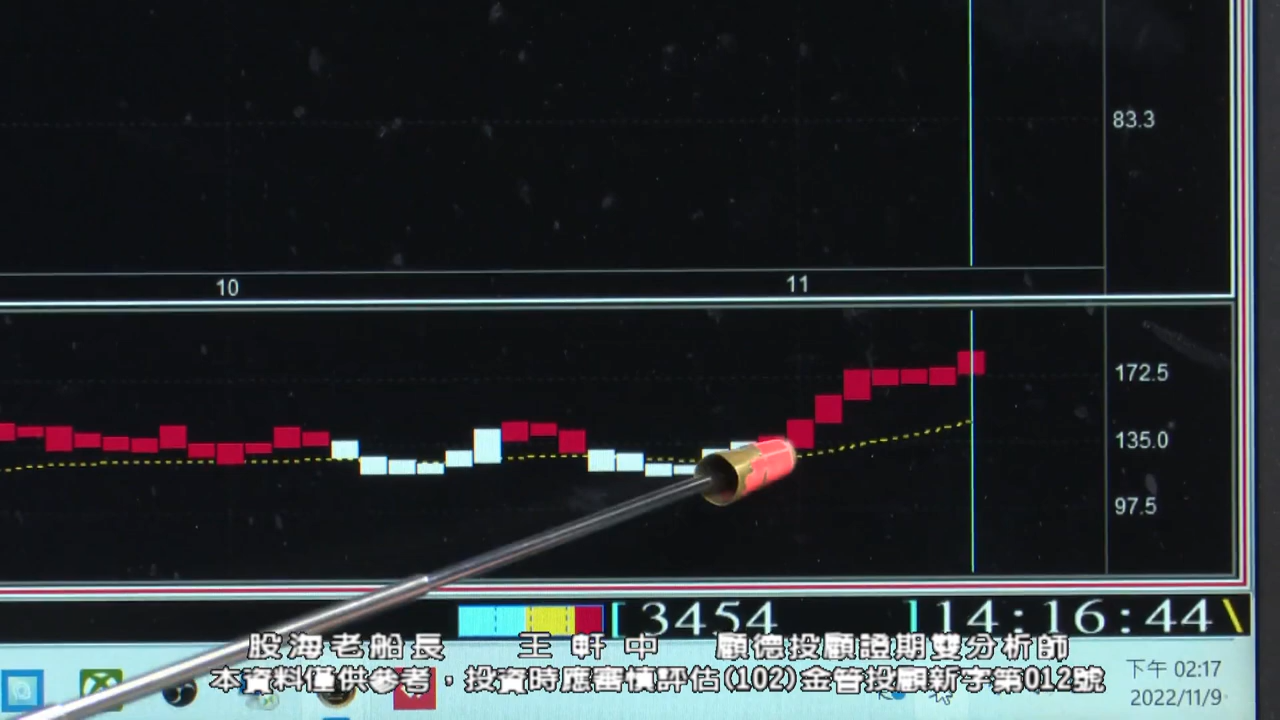 83.3
10
11
172.5
135.0
97.5
[3454 ]14:16:44\
股海老船長 王軒中 顧德投顧證期雙分析師
本資料僅供參考，投資時應審慎評估(102)金管投顧新字第012號
下午 02:17
2022/11/9